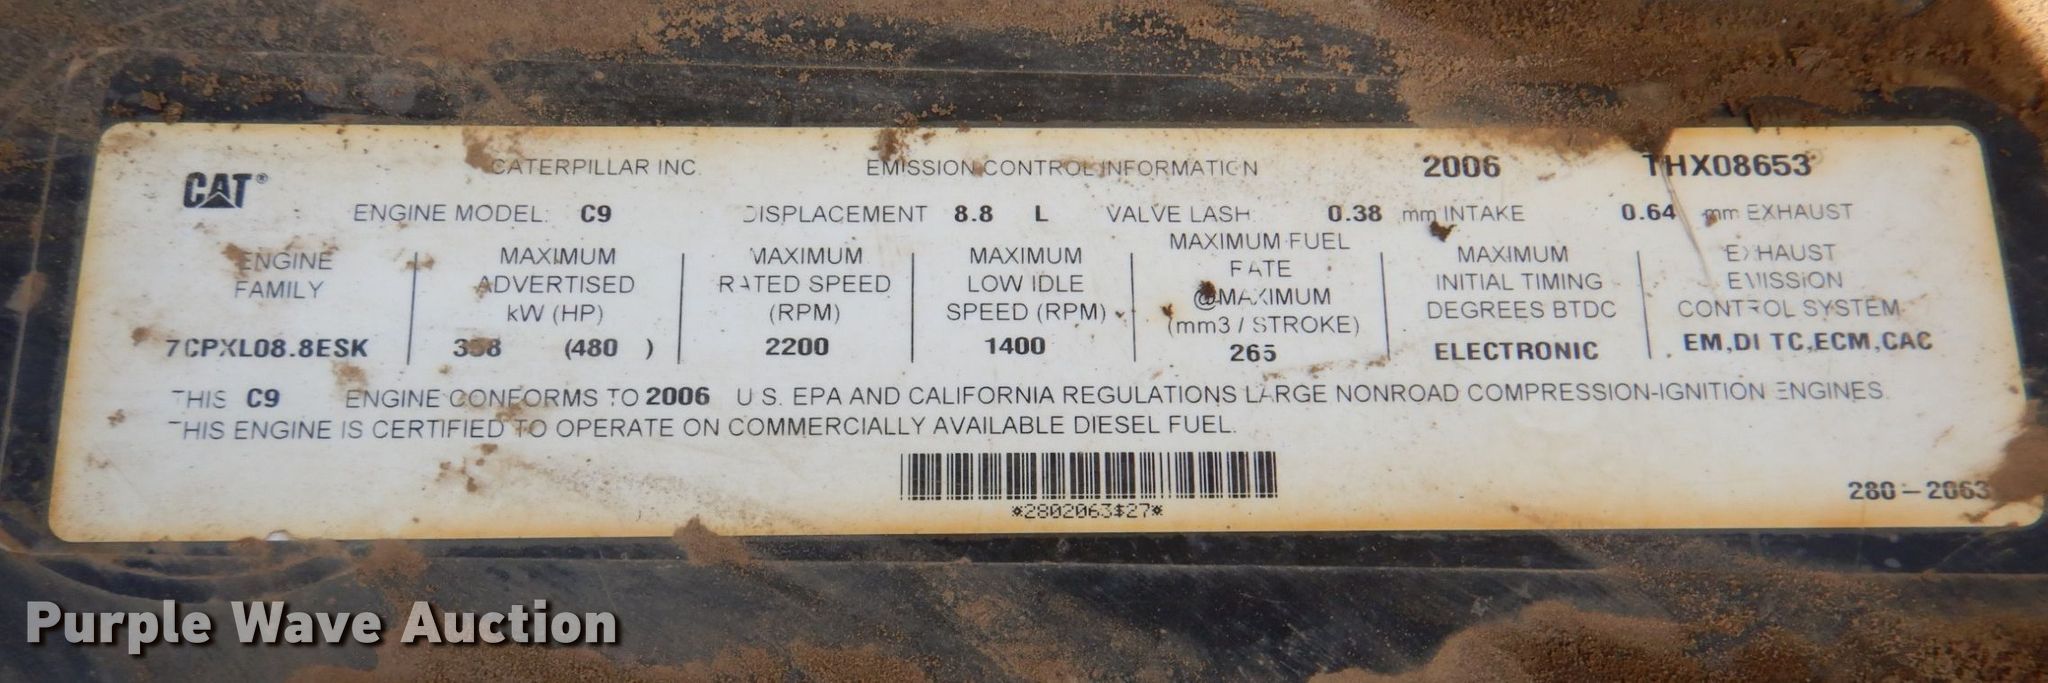 CAT® CATERPILLAR INC EMISSION CONTROL INFORMATION 2006 THX08653
ENGINE MODEL: C9 DISPLACEMENT 8.8 L VALVE LASH 0.38 mm INTAKE 0.64 mm EXHAUST
ENGINE FAMILY
7CPXL08.8ESK
MAXIMUM
ADVERTISED
kW (HP)
358 (480 )
MAXIMUM
RATED SPEED
(RPM)
2200
MAXIMUM
LOW IDLE
SPEED (RPM)
1400
MAXIMUM FUEL
RATE
@MAXIMUM
(mm3 / STROKE)
265
MAXIMUM
INITIAL TIMING
DEGREES BTDC
ELECTRONIC
EXHAUST
EMISSION
CONTROL SYSTEM
EM,DI TC,ECM,CAC
THIS C9 ENGINE CONFORMS TO 2006 U.S. EPA AND CALIFORNIA REGULATIONS LARGE NONROAD COMPRESSION-IGNITION ENGINES.
THIS ENGINE IS CERTIFIED TO OPERATE ON COMMERCIALLY AVAILABLE DIESEL FUEL.
*2802063$27*
280-2063
Purple Wave Auction